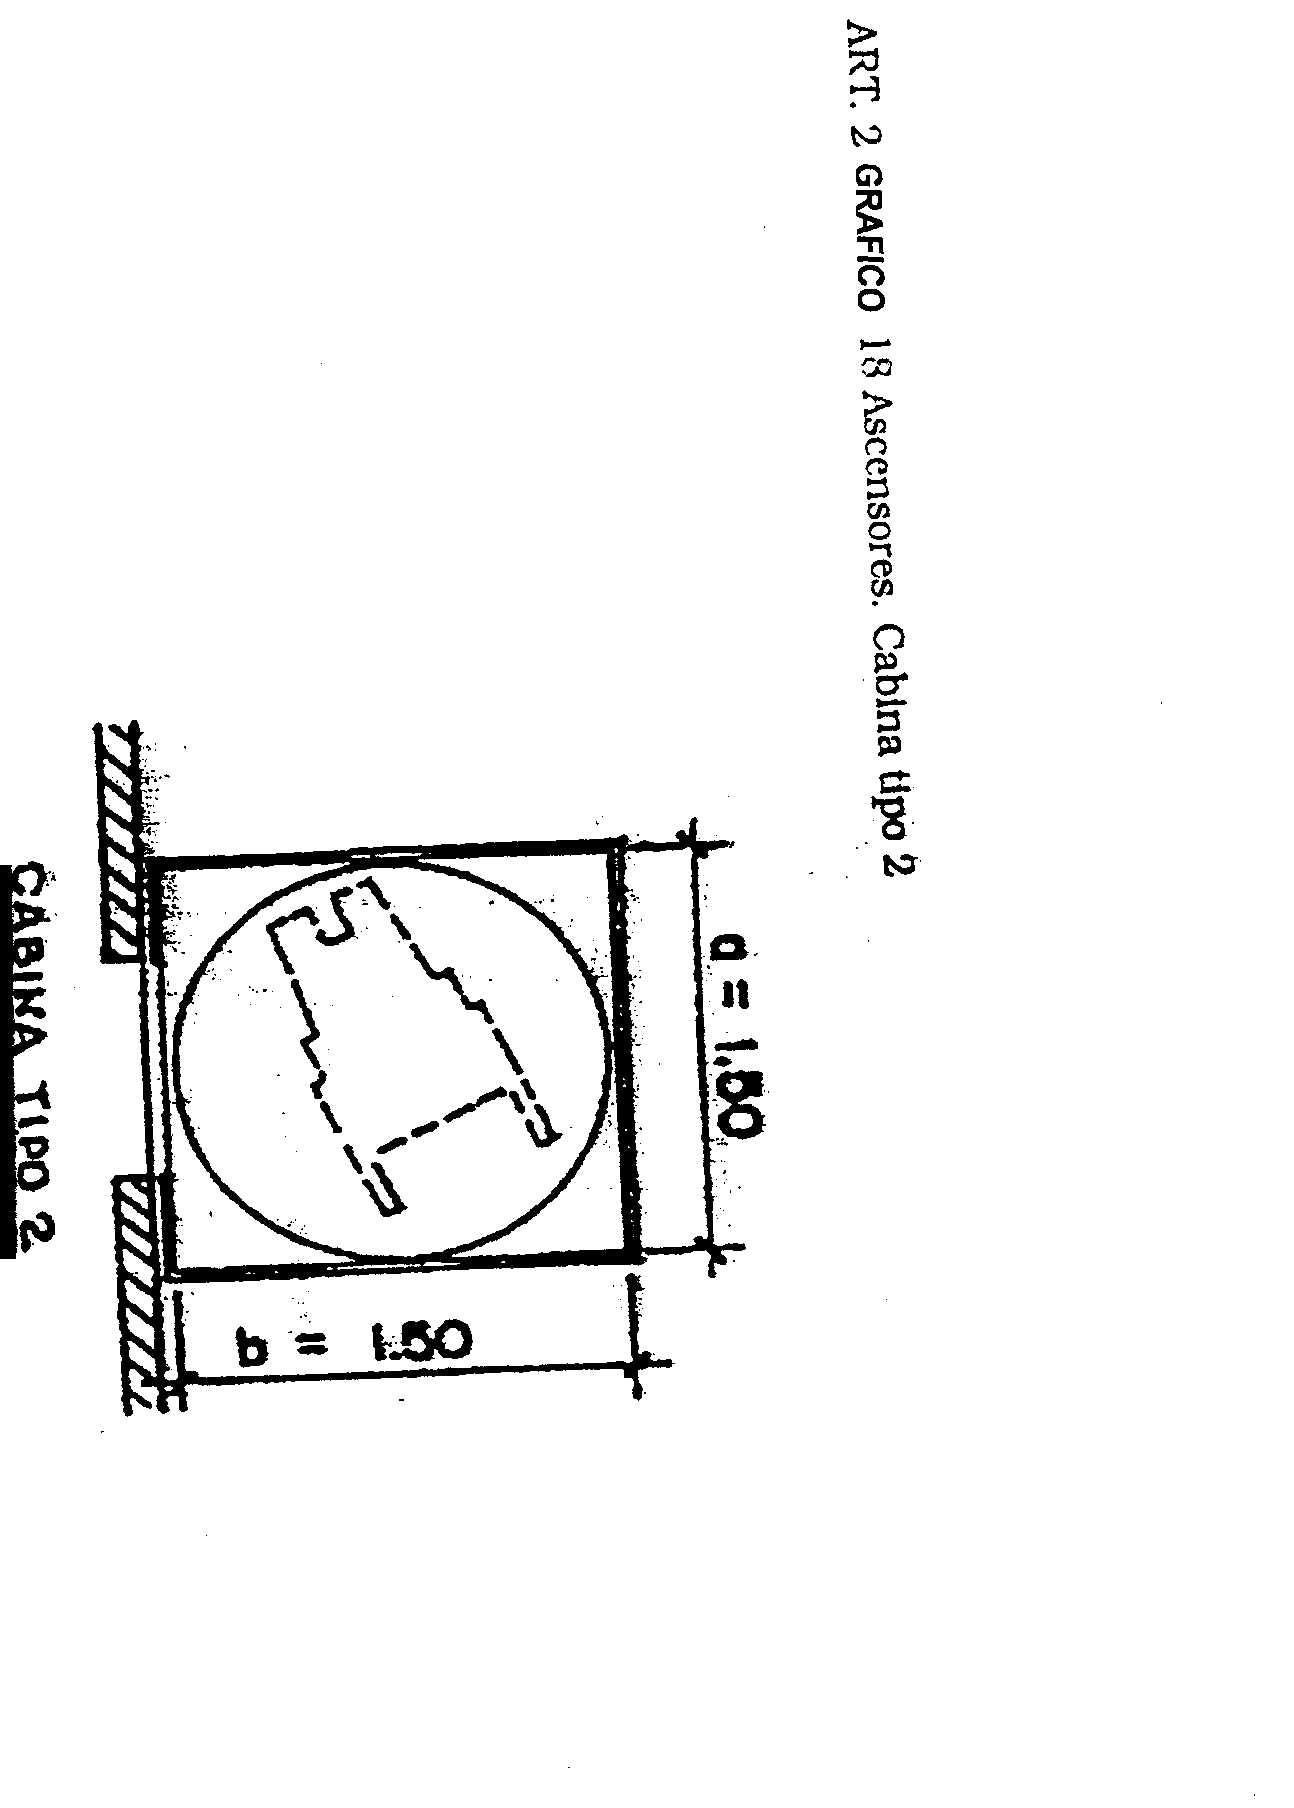 ART. 2 GRAFICO 18 Ascensores. Cabina tipo 2
a = 1,50
b = 1.50
CABINA TIPO 2